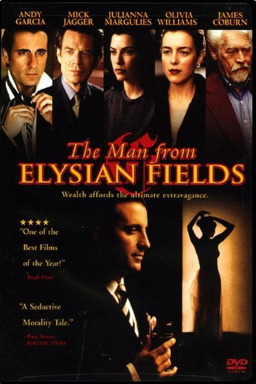 ANDY GARCIA MICK JAGGER JULIANNA MARGULIES OLIVIA WILLIAMS JAMES COBURN
The Man from
ELYSIAN FIELDS
Wealth affords the ultimate extravagance.
★★★★
"One of the
Best Films
of the Year!"
"A Seductive
Morality Tale."
DVD
VIDEO